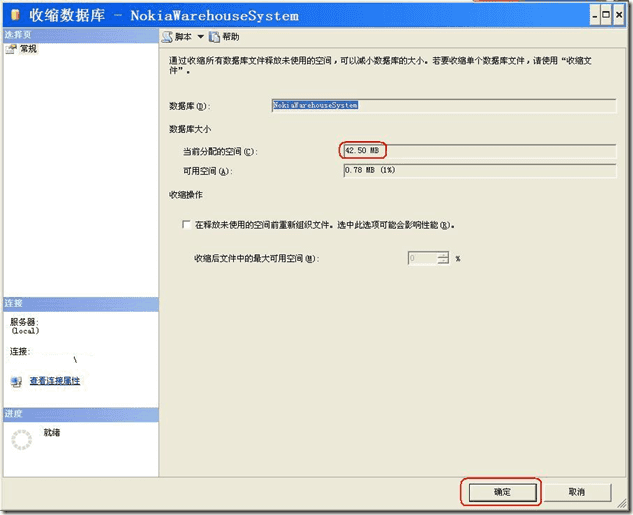 收缩数据库 - NokiaWarehouseSystem
选择页
常规
脚本 帮助
通过收缩所有数据库文件释放未使用的空间,可以减小数据库的大小。若要收缩单个数据库文件,请使用“收缩文
件”。
数据库(D): NokiaWarehouseSystem
数据库大小
当前分配的空间(C): 42.50 MB
可用空间(A): 0.78 MB (1%)
收缩操作
在释放未使用的空间前重新组织文件。选中此选项可能会影响性能(R)。
收缩后文件中的最大可用空间(M): 0 %
连接
服务器:
(local)
连接:
\
查看连接属性
进度
就绪
确定 取消